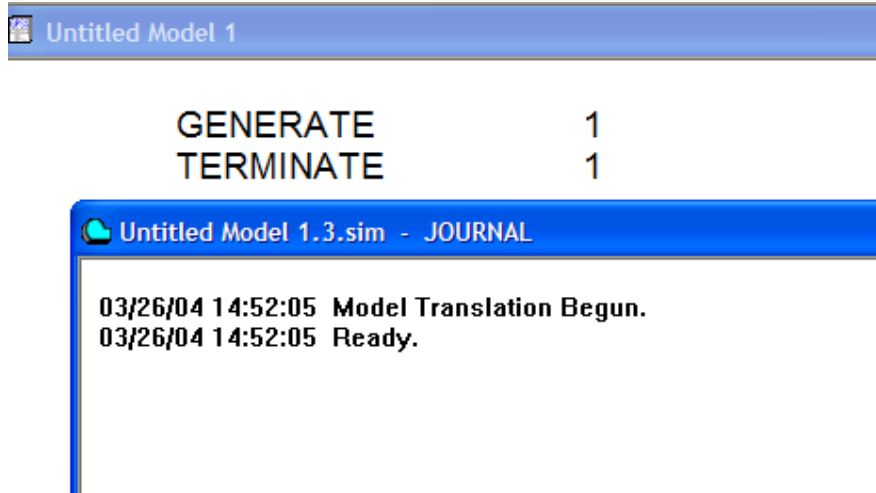 Untitled Model 1
GENERATE 1
TERMINATE 1
Untitled Model 1.3.sim - JOURNAL
03/26/04 14:52:05 Model Translation Begun.
03/26/04 14:52:05 Ready.